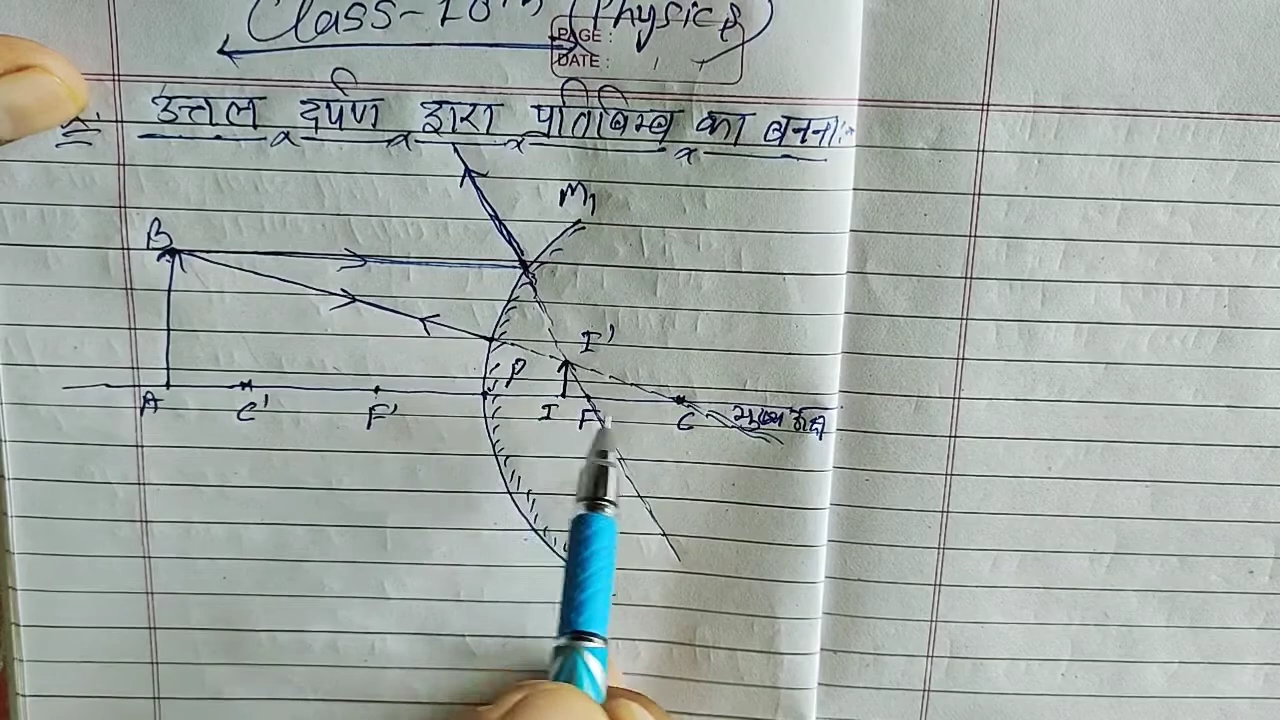 Class-10th (Physics)
PAGE :
DATE :
उत्तल दर्पण द्वारा प्रतिबिम्ब का बनना:-
M1
B
I'
P
A C' F' I F C मुख्य अक्ष